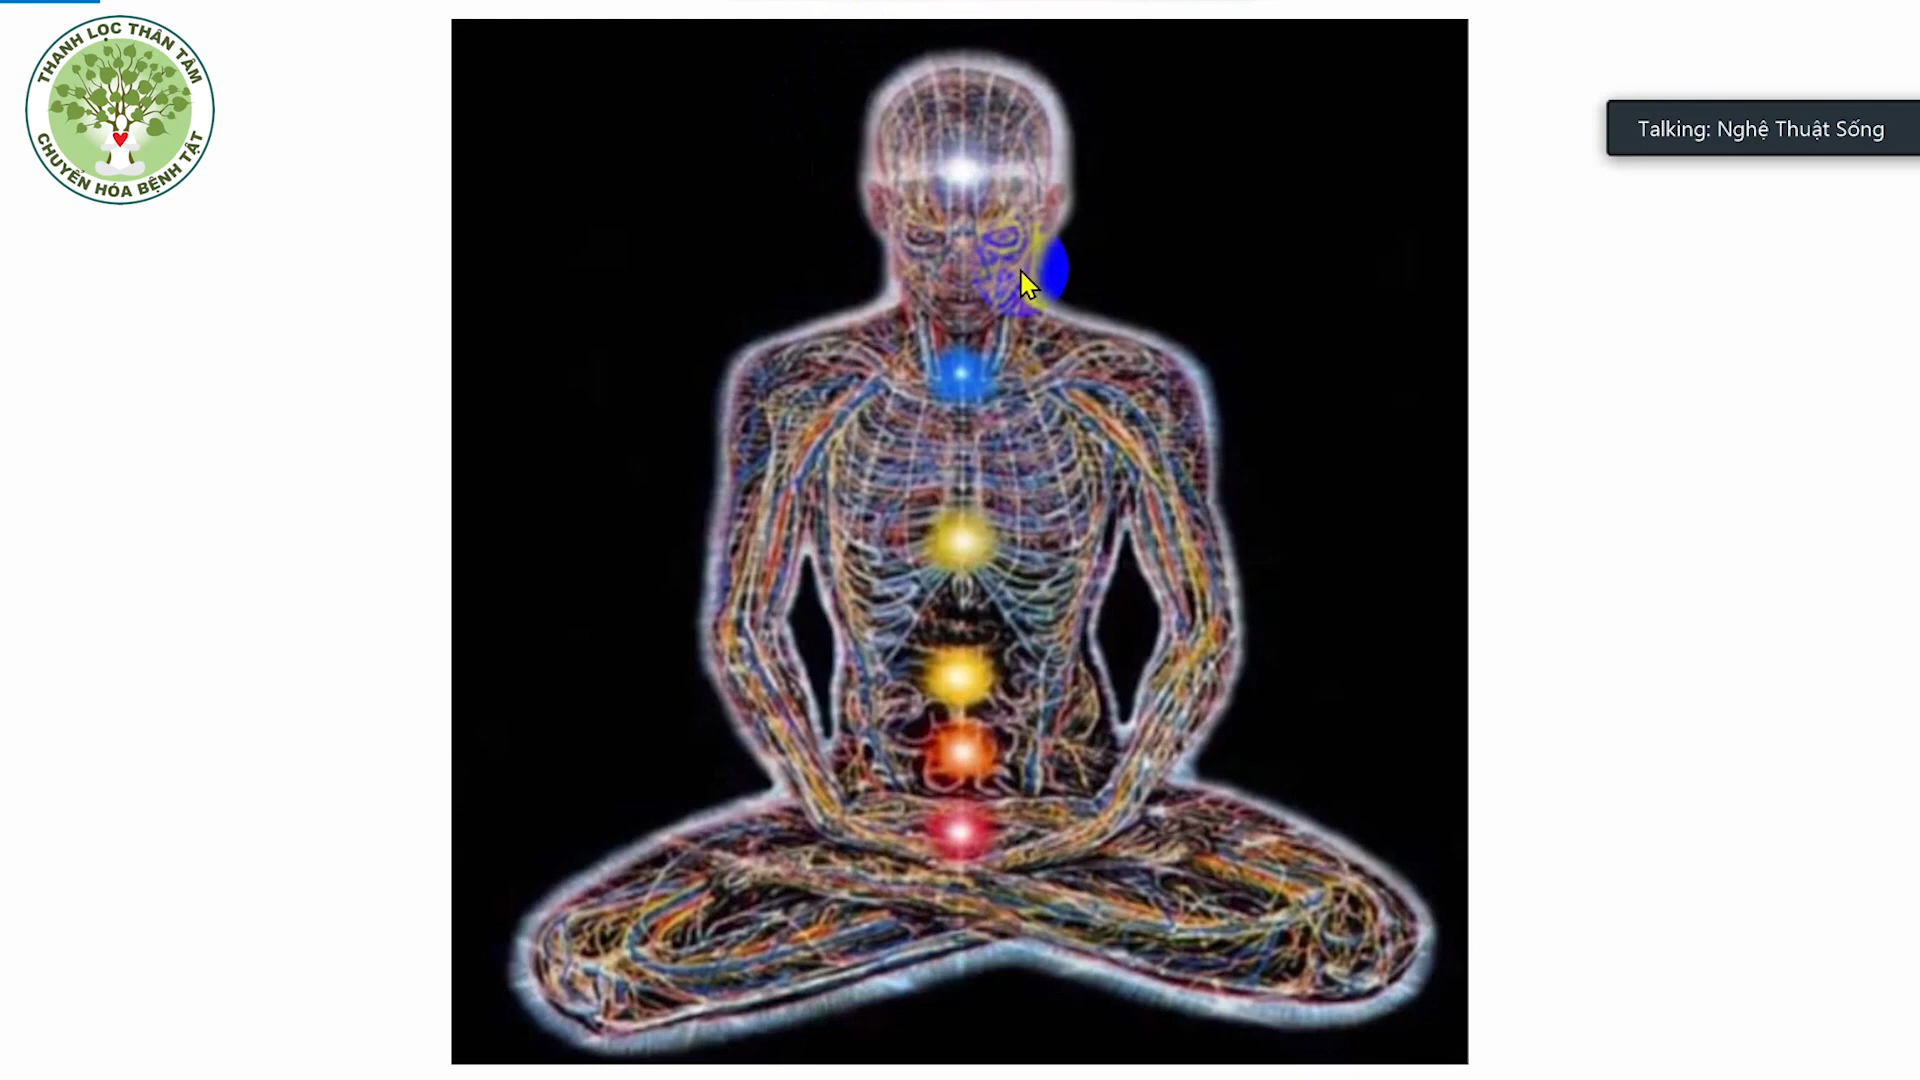 THANH LỌC THÂN TÂM
CHUYỂN HÓA BỆNH TẬT
Talking: Nghệ Thuật Sống